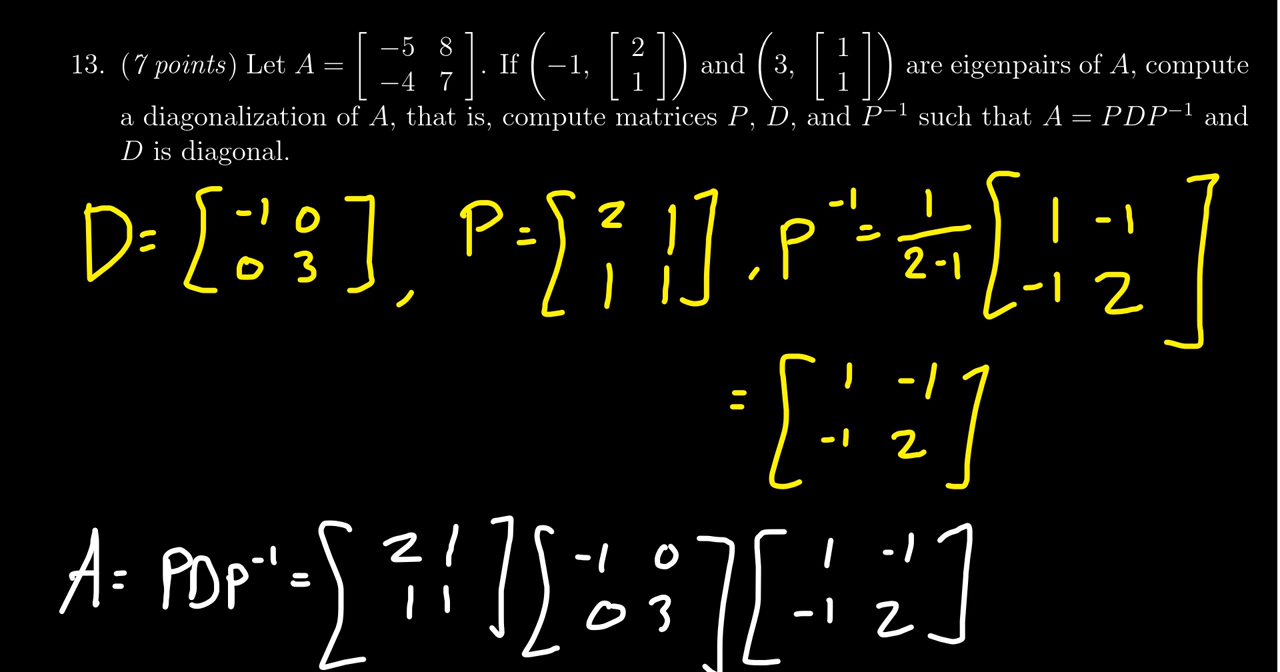 13. (7 points) Let A = [ −5 8 ; −4 7 ]. If (−1, [ 2 ; 1 ]) and (3, [ 1 ; 1 ]) are eigenpairs of A, compute
a diagonalization of A, that is, compute matrices P, D, and P⁻¹ such that A = PDP⁻¹ and
D is diagonal.
D = [ -1 0 ; 0 3 ], P = [ 2 1 ; 1 1 ], P⁻¹ = 1/(2-1) [ 1 -1 ; -1 2 ]
= [ 1 -1 ; -1 2 ]
A = PDP⁻¹ = [ 2 1 ; 1 1 ] [ -1 0 ; 0 3 ] [ 1 -1 ; -1 2 ]